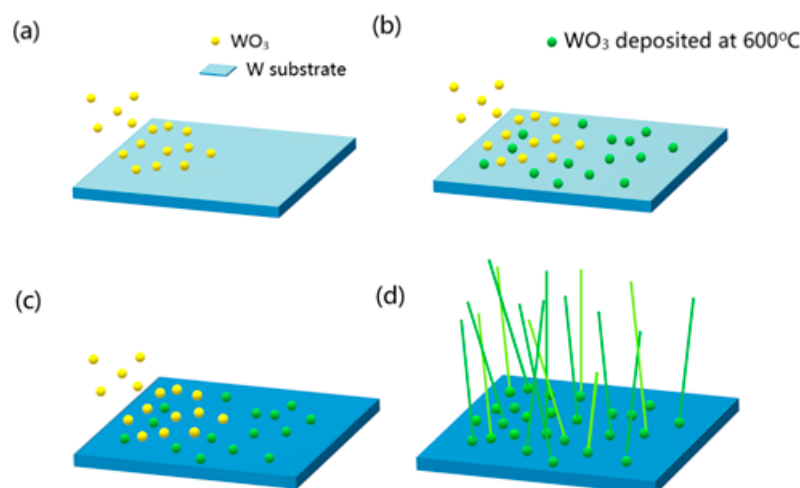 (a)
WO₃
W substrate
(b)
WO₃ deposited at 600°C
(c)
(d)